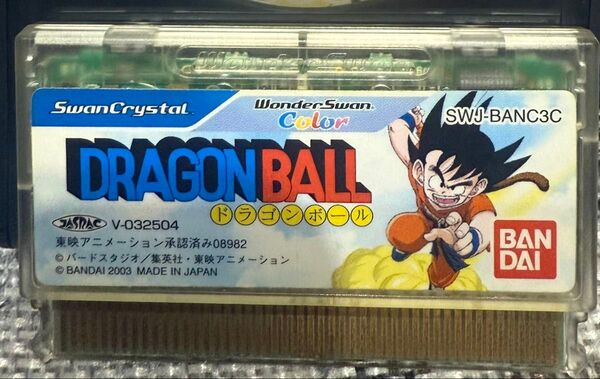 WonderSwan
SwanCrystal
WonderSwan
Color
SWJ-BANC3C
DRAGONBALL
ドラゴンボール
JASRAC V-032504
東映アニメーション承認済み08982
© バードスタジオ/集英社・東映アニメーション
© BANDAI 2003 MADE IN JAPAN
BAN
DAI